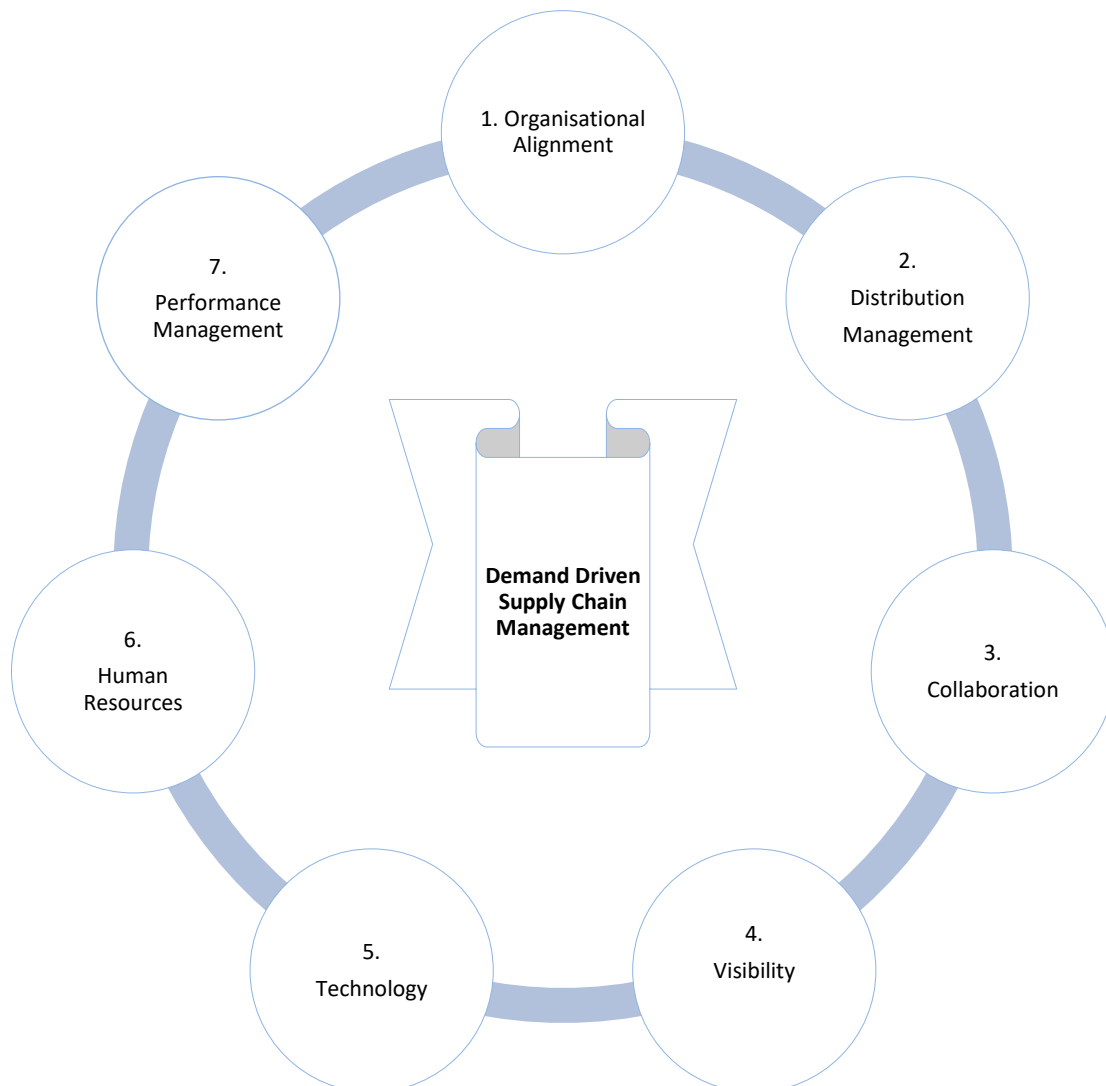 1. Organisational
Alignment
2.
Distribution
Management
3.
Collaboration
4.
Visibility
5.
Technology
6.
Human
Resources
7.
Performance
Management
Demand Driven
Supply Chain
Management